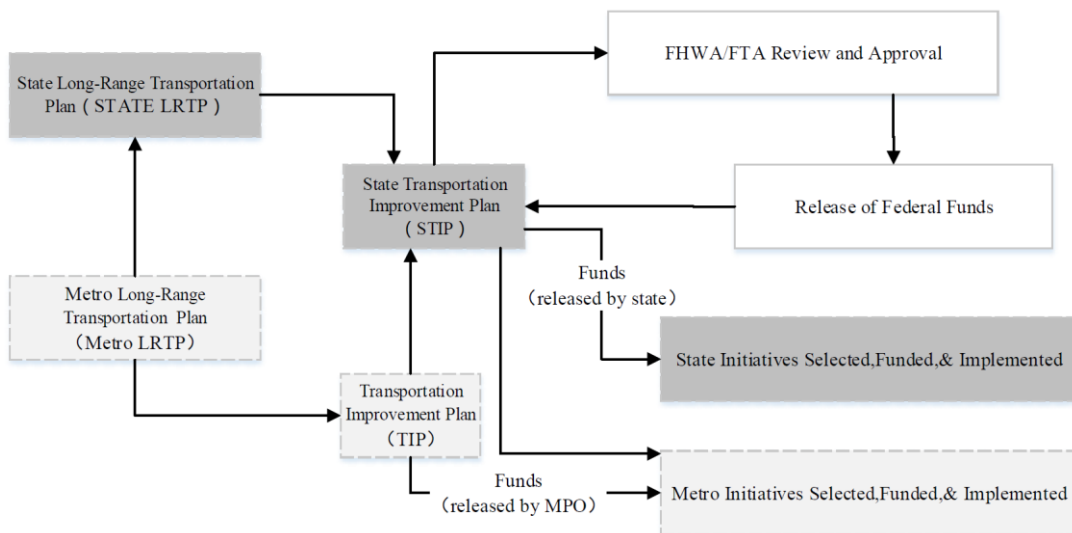 FHWA/FTA Review and Approval
State Long-Range Transportation
Plan（STATE LRTP）
State Transportation
Improvement Plan
（STIP）
Release of Federal Funds
Funds
（released by state）
Metro Long-Range
Transportation Plan
（Metro LRTP）
State Initiatives Selected,Funded,& Implemented
Transportation
Improvement Plan
（TIP）
Funds
（released by MPO）
Metro Initiatives Selected,Funded,& Implemented